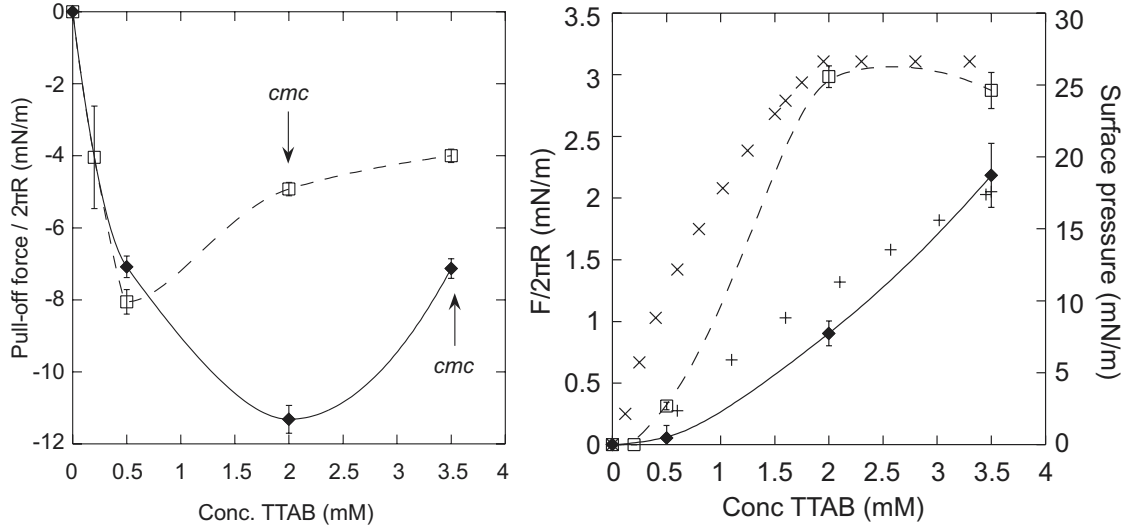 0
-2
-4
-6
-8
-10
-12
Pull-off force / 2πR (mN/m)
cmc
cmc
0 0.5 1 1.5 2 2.5 3 3.5 4
Conc. TTAB (mM)
3.5
3
2.5
2
1.5
1
0.5
0
F/2πR (mN/m)
30
25
20
15
10
5
0
Surface pressure (mN/m)
0 0.5 1 1.5 2 2.5 3 3.5 4
Conc TTAB (mM)